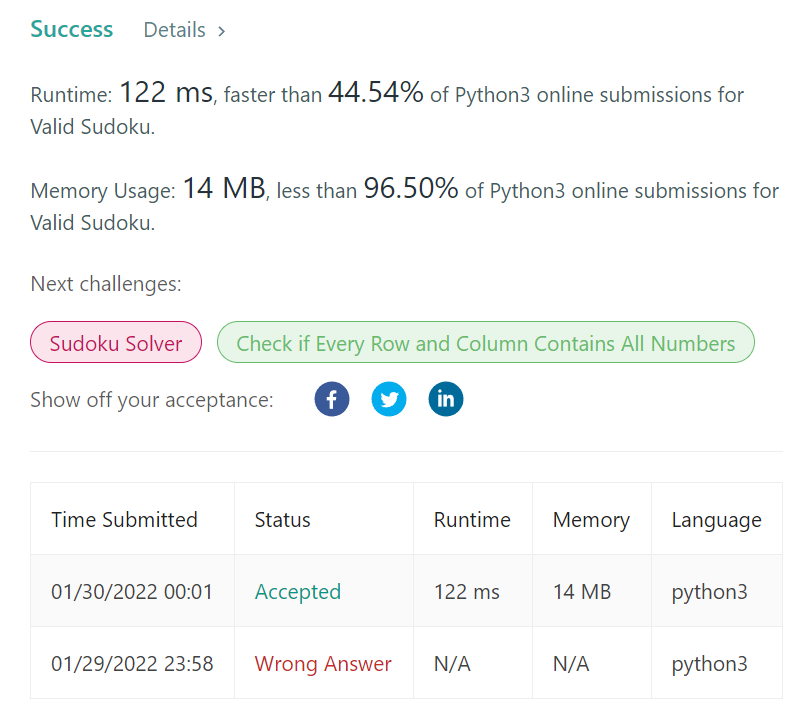 Success Details >
Runtime: 122 ms, faster than 44.54% of Python3 online submissions for
Valid Sudoku.
Memory Usage: 14 MB, less than 96.50% of Python3 online submissions for
Valid Sudoku.
Next challenges:
Sudoku Solver Check if Every Row and Column Contains All Numbers
Show off your acceptance: f in
Time Submitted Status Runtime Memory Language
01/30/2022 00:01 Accepted 122 ms 14 MB python3
01/29/2022 23:58 Wrong Answer N/A N/A python3